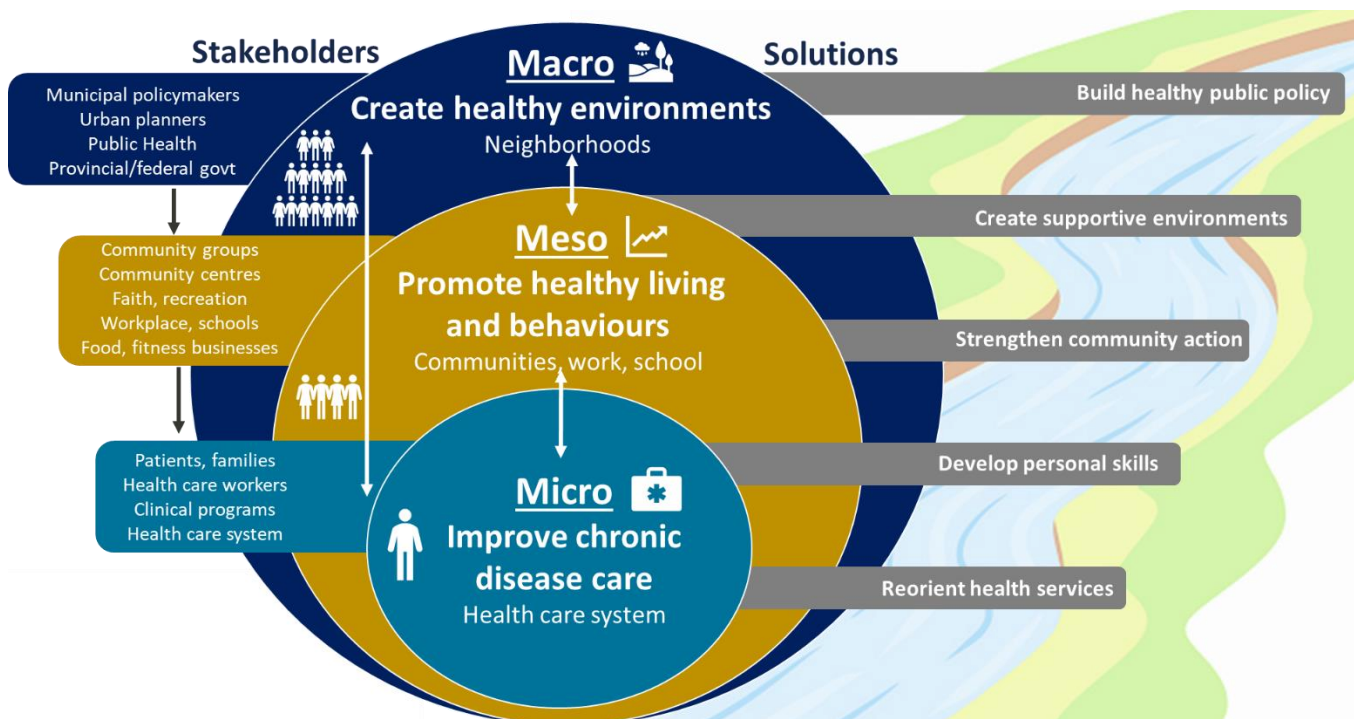 Stakeholders
Municipal policymakers
Urban planners
Public Health
Provincial/federal govt
Community groups
Community centres
Faith, recreation
Workplace, schools
Food, fitness businesses
Patients, families
Health care workers
Clinical programs
Health care system
Macro
Create healthy environments
Neighborhoods
Meso
Promote healthy living
and behaviours
Communities, work, school
Micro
Improve chronic
disease care
Health care system
Solutions
Build healthy public policy
Create supportive environments
Strengthen community action
Develop personal skills
Reorient health services